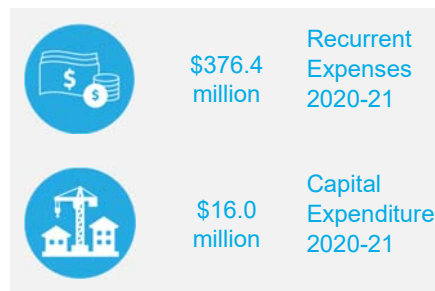 $
$
$376.4
million
Recurrent
Expenses
2020-21
$16.0
million
Capital
Expenditure
2020-21